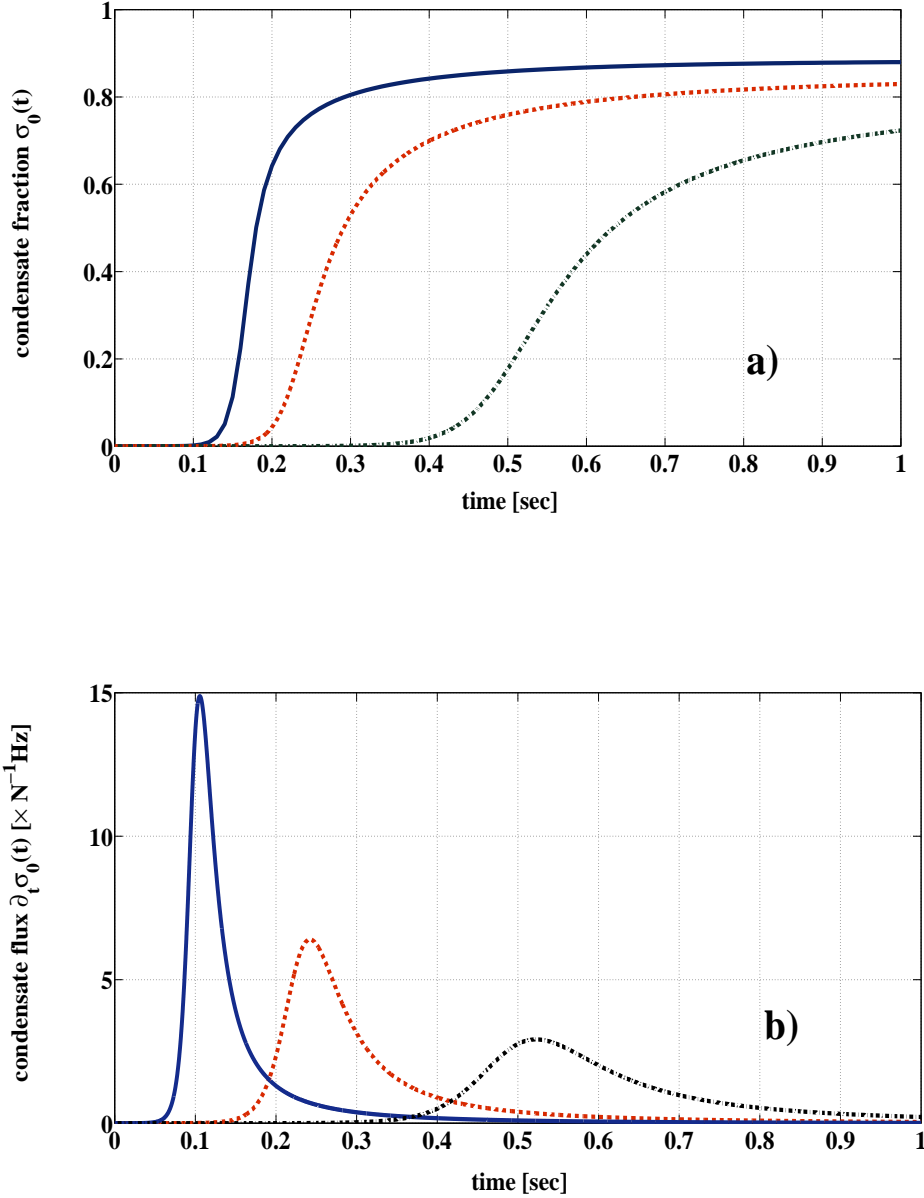 1
0.8
0.6
0.4
0.2
0
condensate fraction σ₀(t)
a)
0 0.1 0.2 0.3 0.4 0.5 0.6 0.7 0.8 0.9 1
time [sec]
15
10
5
0
condensate flux ∂ₜσ₀(t) [× N⁻¹Hz]
b)
0 0.1 0.2 0.3 0.4 0.5 0.6 0.7 0.8 0.9 1
time [sec]